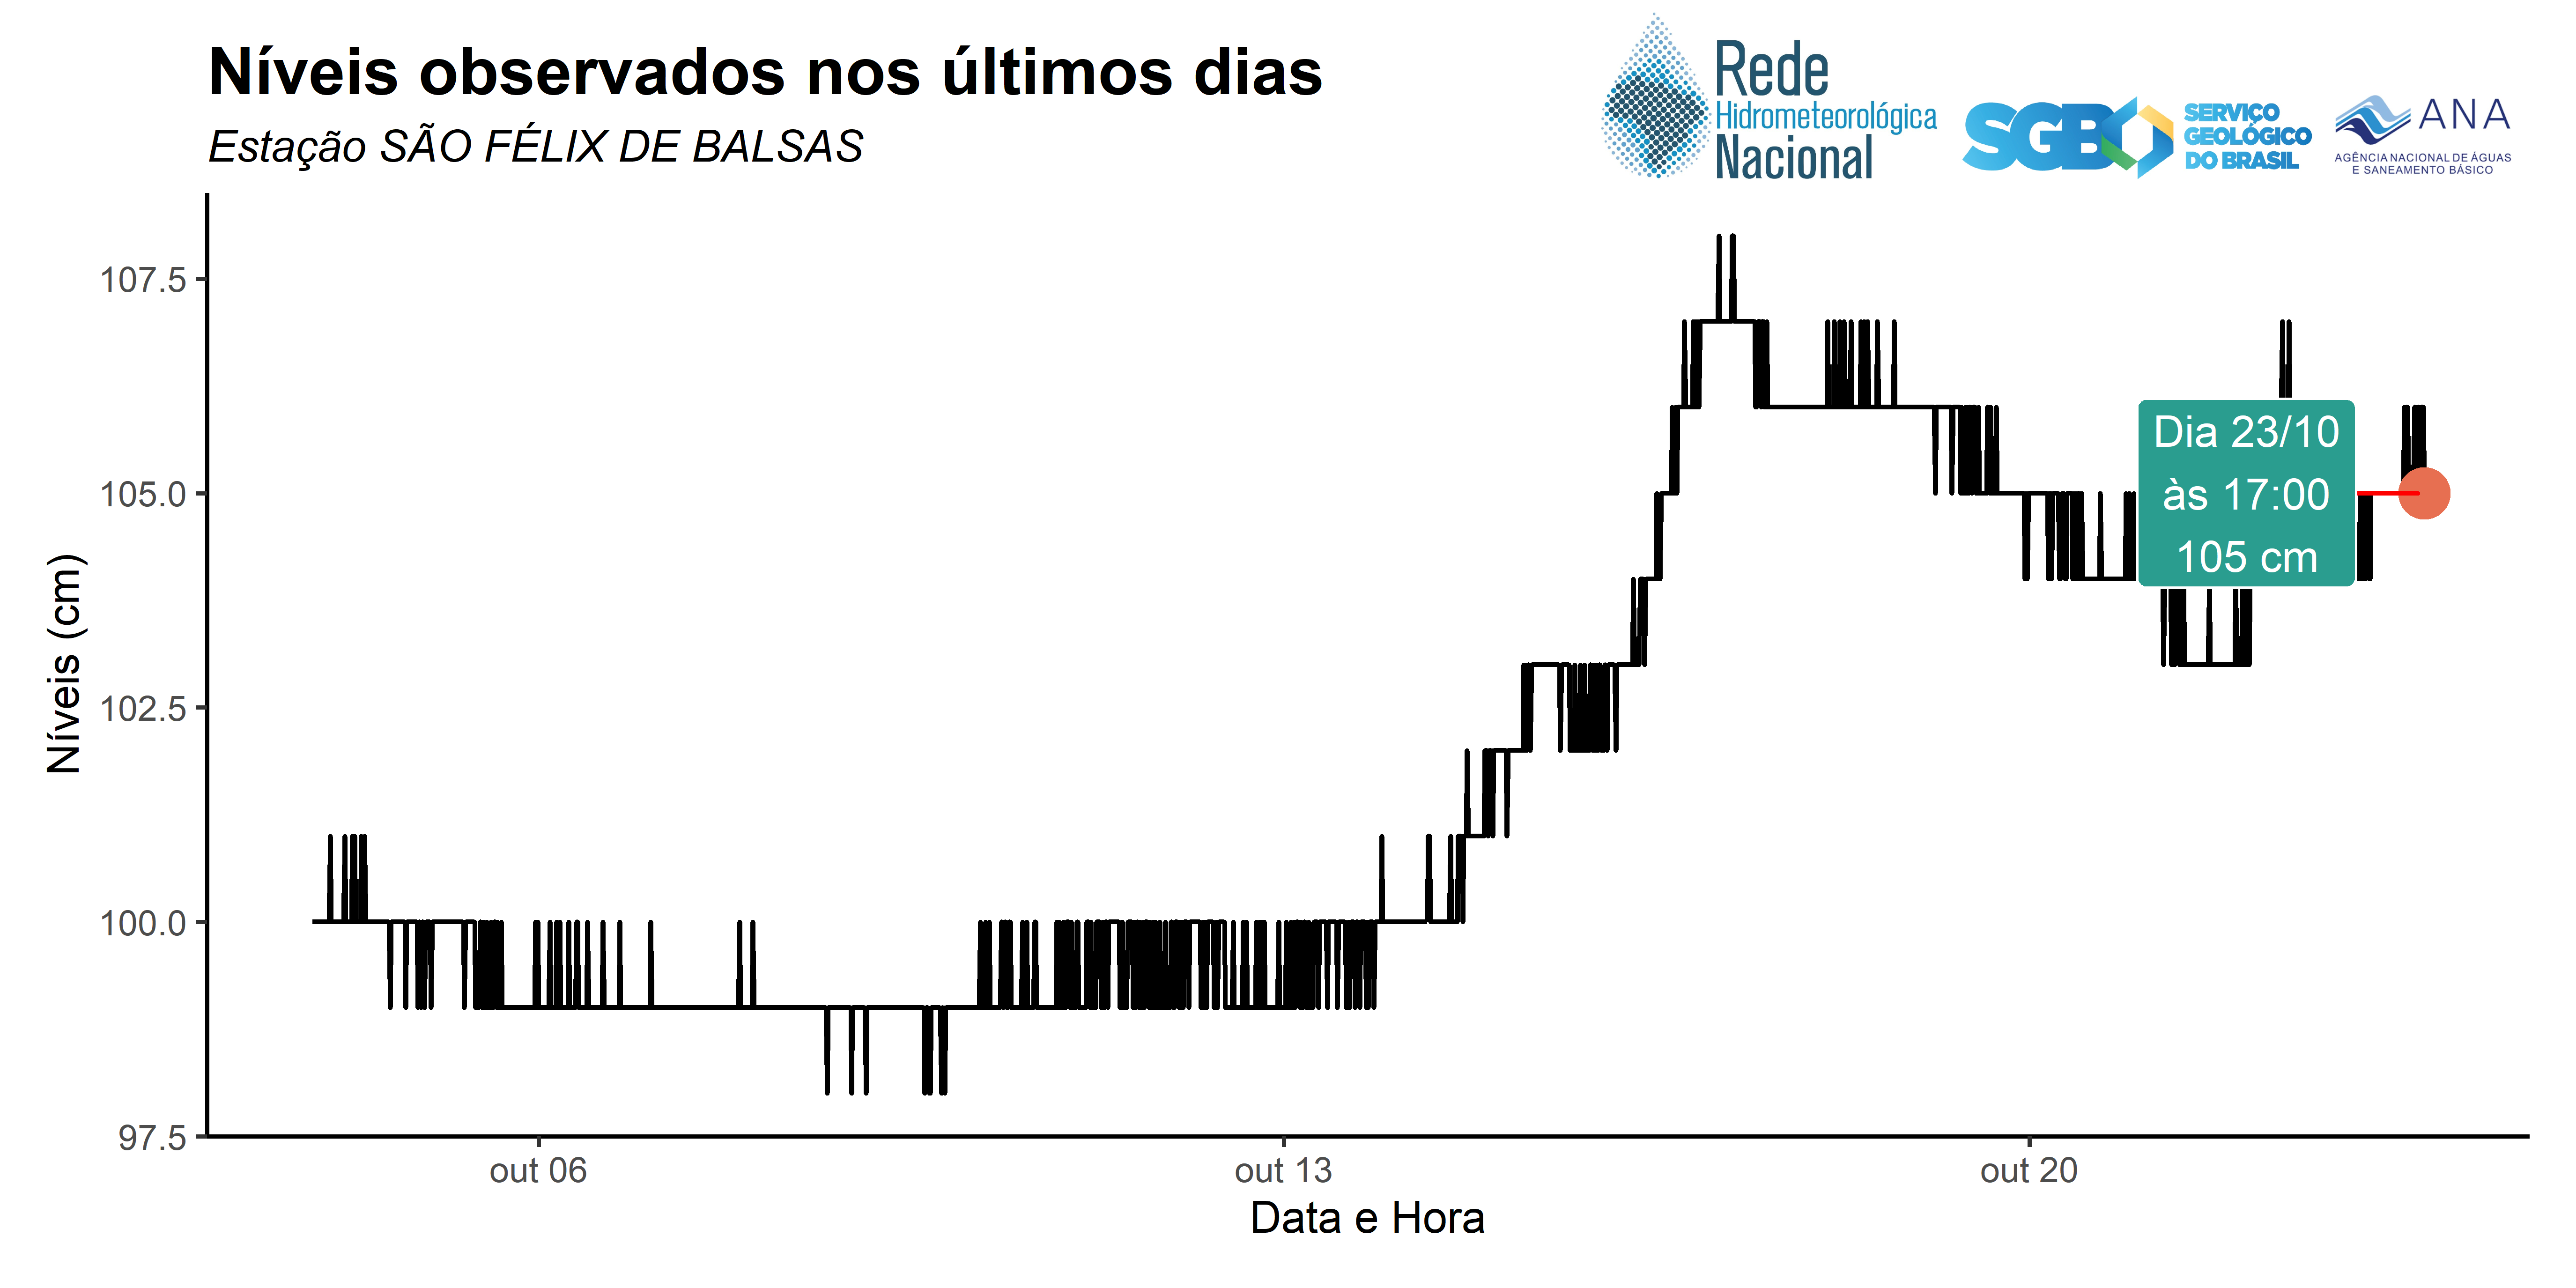 Níveis observados nos últimos dias
Estação SÃO FÉLIX DE BALSAS
Rede
Hidrometeorológica
Nacional
SGB
SERVIÇO
GEOLÓGICO
DO BRASIL
ANA
AGÊNCIA NACIONAL DE ÁGUAS
E SANEAMENTO BÁSICO
Níveis (cm)
107.5
105.0
102.5
100.0
97.5
Dia 23/10
às 17:00
105 cm
out 06
out 13
out 20
Data e Hora